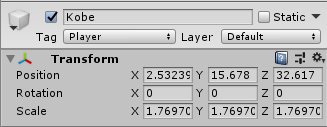 Kobe Static
Tag Player Layer Default
Transform
Position X 2.53239 Y 15.678 Z 32.617
Rotation X 0 Y 0 Z 0
Scale X 1.76970 Y 1.76970 Z 1.76970